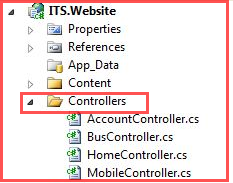 ITS.Website
Properties
References
App_Data
Content
Controllers
AccountController.cs
BusController.cs
HomeController.cs
MobileController.cs